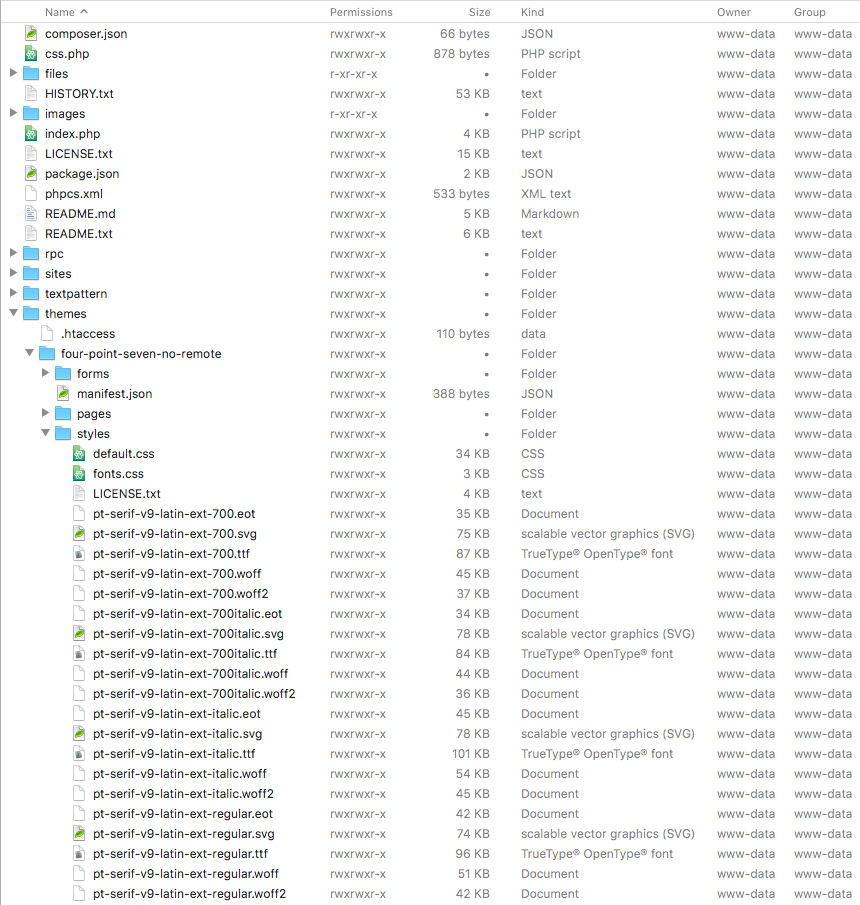 Name Permissions Size Kind Owner Group
composer.json rwxrwxr-x 66 bytes JSON www-data www-data
css.php rwxrwxr-x 878 bytes PHP script www-data www-data
files r-xr-xr-x • Folder www-data www-data
HISTORY.txt rwxrwxr-x 53 KB text www-data www-data
images r-xr-xr-x • Folder www-data www-data
index.php rwxrwxr-x 4 KB PHP script www-data www-data
LICENSE.txt rwxrwxr-x 15 KB text www-data www-data
package.json rwxrwxr-x 2 KB JSON www-data www-data
phpcs.xml rwxrwxr-x 533 bytes XML text www-data www-data
README.md rwxrwxr-x 5 KB Markdown www-data www-data
README.txt rwxrwxr-x 6 KB text www-data www-data
rpc rwxrwxr-x • Folder www-data www-data
sites rwxrwxr-x • Folder www-data www-data
textpattern rwxrwxr-x • Folder www-data www-data
themes rwxrwxr-x • Folder www-data www-data
.htaccess rwxrwxr-x 110 bytes data www-data www-data
four-point-seven-no-remote rwxrwxr-x • Folder www-data www-data
forms rwxrwxr-x • Folder www-data www-data
manifest.json rwxrwxr-x 388 bytes JSON www-data www-data
pages rwxrwxr-x • Folder www-data www-data
styles rwxrwxr-x • Folder www-data www-data
default.css rwxrwxr-x 34 KB CSS www-data www-data
fonts.css rwxrwxr-x 3 KB CSS www-data www-data
LICENSE.txt rwxrwxr-x 4 KB text www-data www-data
pt-serif-v9-latin-ext-700.eot rwxrwxr-x 35 KB Document www-data www-data
pt-serif-v9-latin-ext-700.svg rwxrwxr-x 75 KB scalable vector graphics (SVG) www-data www-data
pt-serif-v9-latin-ext-700.ttf rwxrwxr-x 87 KB TrueType® OpenType® font www-data www-data
pt-serif-v9-latin-ext-700.woff rwxrwxr-x 45 KB Document www-data www-data
pt-serif-v9-latin-ext-700.woff2 rwxrwxr-x 37 KB Document www-data www-data
pt-serif-v9-latin-ext-700italic.eot rwxrwxr-x 34 KB Document www-data www-data
pt-serif-v9-latin-ext-700italic.svg rwxrwxr-x 78 KB scalable vector graphics (SVG) www-data www-data
pt-serif-v9-latin-ext-700italic.ttf rwxrwxr-x 84 KB TrueType® OpenType® font www-data www-data
pt-serif-v9-latin-ext-700italic.woff rwxrwxr-x 44 KB Document www-data www-data
pt-serif-v9-latin-ext-700italic.woff2 rwxrwxr-x 36 KB Document www-data www-data
pt-serif-v9-latin-ext-italic.eot rwxrwxr-x 45 KB Document www-data www-data
pt-serif-v9-latin-ext-italic.svg rwxrwxr-x 78 KB scalable vector graphics (SVG) www-data www-data
pt-serif-v9-latin-ext-italic.ttf rwxrwxr-x 101 KB TrueType® OpenType® font www-data www-data
pt-serif-v9-latin-ext-italic.woff rwxrwxr-x 54 KB Document www-data www-data
pt-serif-v9-latin-ext-italic.woff2 rwxrwxr-x 45 KB Document www-data www-data
pt-serif-v9-latin-ext-regular.eot rwxrwxr-x 42 KB Document www-data www-data
pt-serif-v9-latin-ext-regular.svg rwxrwxr-x 74 KB scalable vector graphics (SVG) www-data www-data
pt-serif-v9-latin-ext-regular.ttf rwxrwxr-x 96 KB TrueType® OpenType® font www-data www-data
pt-serif-v9-latin-ext-regular.woff rwxrwxr-x 51 KB Document www-data www-data
pt-serif-v9-latin-ext-regular.woff2 rwxrwxr-x 42 KB Document www-data www-data